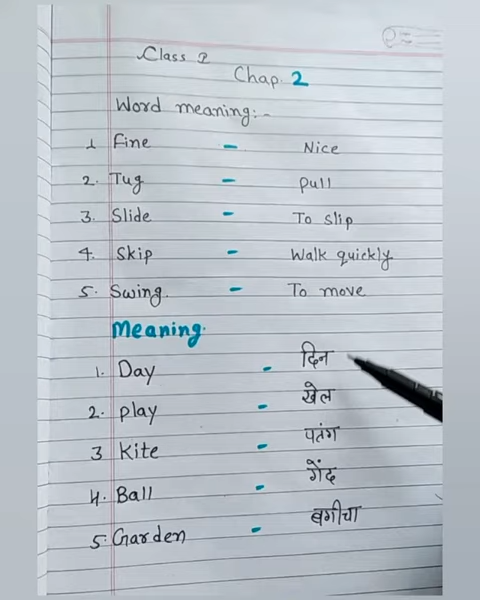 Class 2
Chap. 2
Word meaning:-
1 Fine - Nice
2. Tug - pull
3. Slide - To slip
4. Skip - Walk quickly
5. Swing. - To move
Meaning.
1. Day - दिन
2. play - खेल
3 Kite - पतंग
4. Ball - गेंद
5. Garden - बगीचा